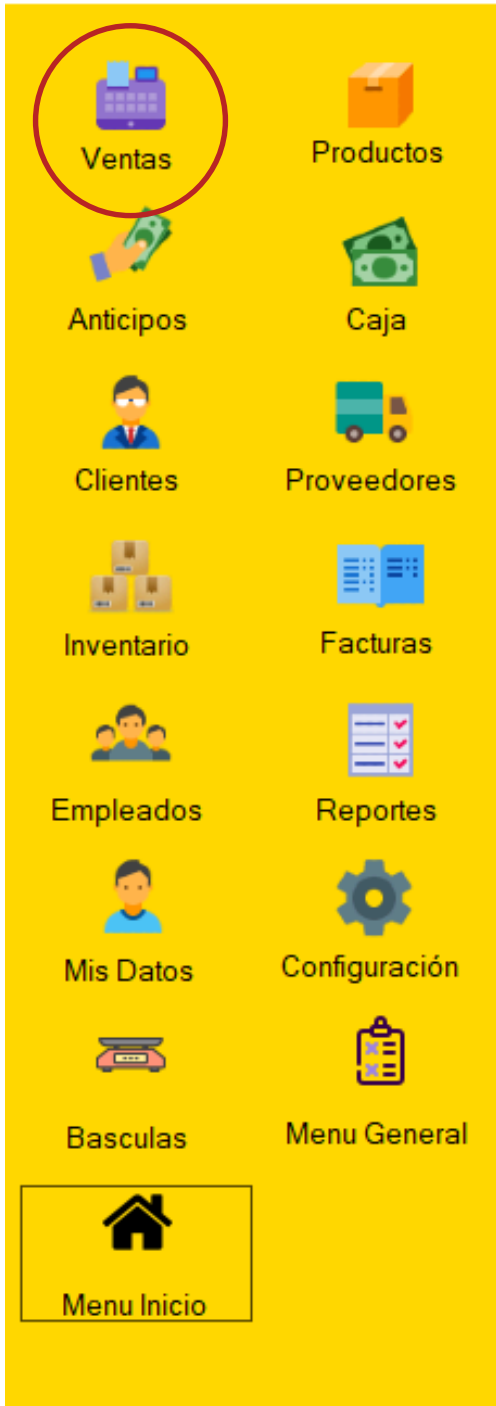 Ventas
Productos
Anticipos
Caja
Clientes
Proveedores
Inventario
Facturas
Empleados
Reportes
Mis Datos
Configuración
Basculas
Menu General
Menu Inicio